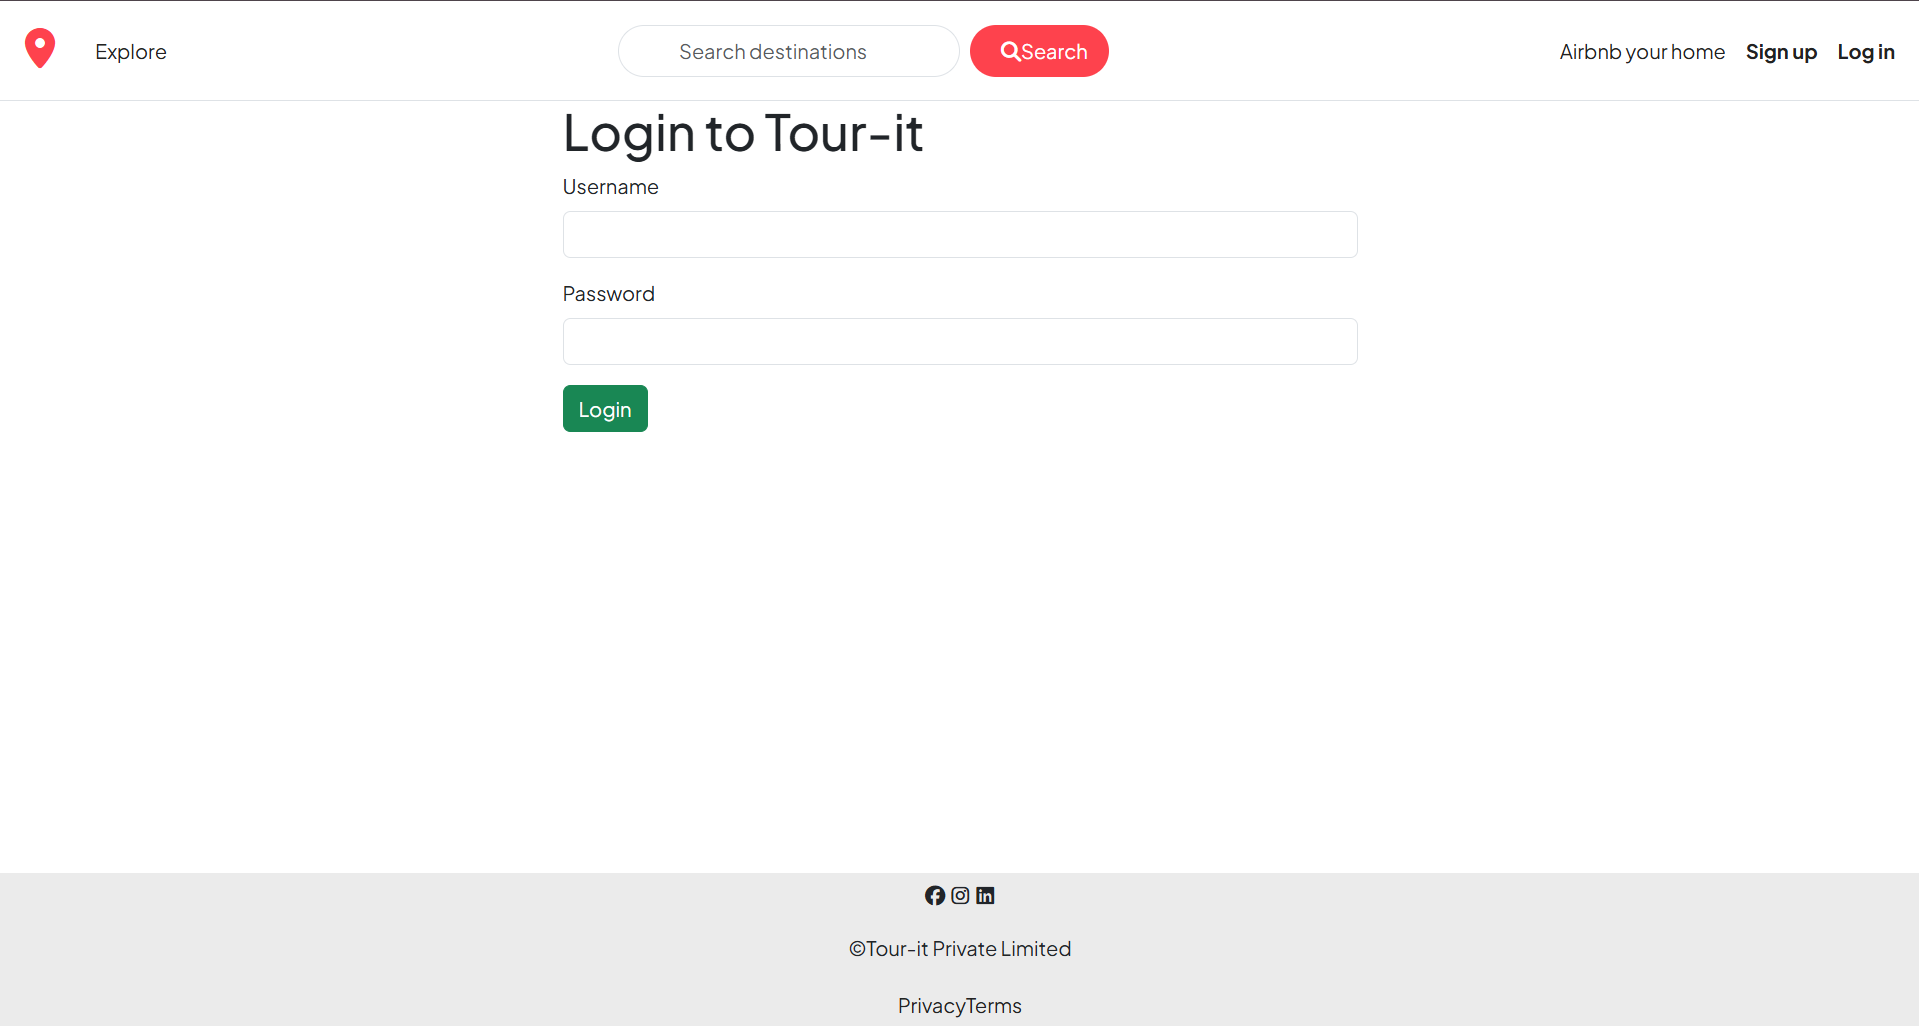 Explore
Search destinations
Search
Airbnb your home
Sign up
Log in
Login to Tour-it
Username
Password
Login
©Tour-it Private Limited
PrivacyTerms